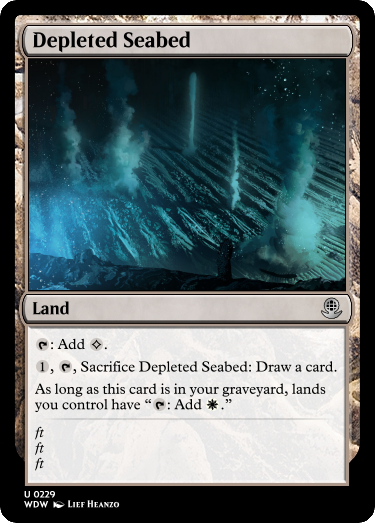 Depleted Seabed
Land
: Add .
1, , Sacrifice Depleted Seabed: Draw a card.
As long as this card is in your graveyard, lands
you control have “: Add .”
ft
ft
ft
U 0229
WDW Lief Heanzo